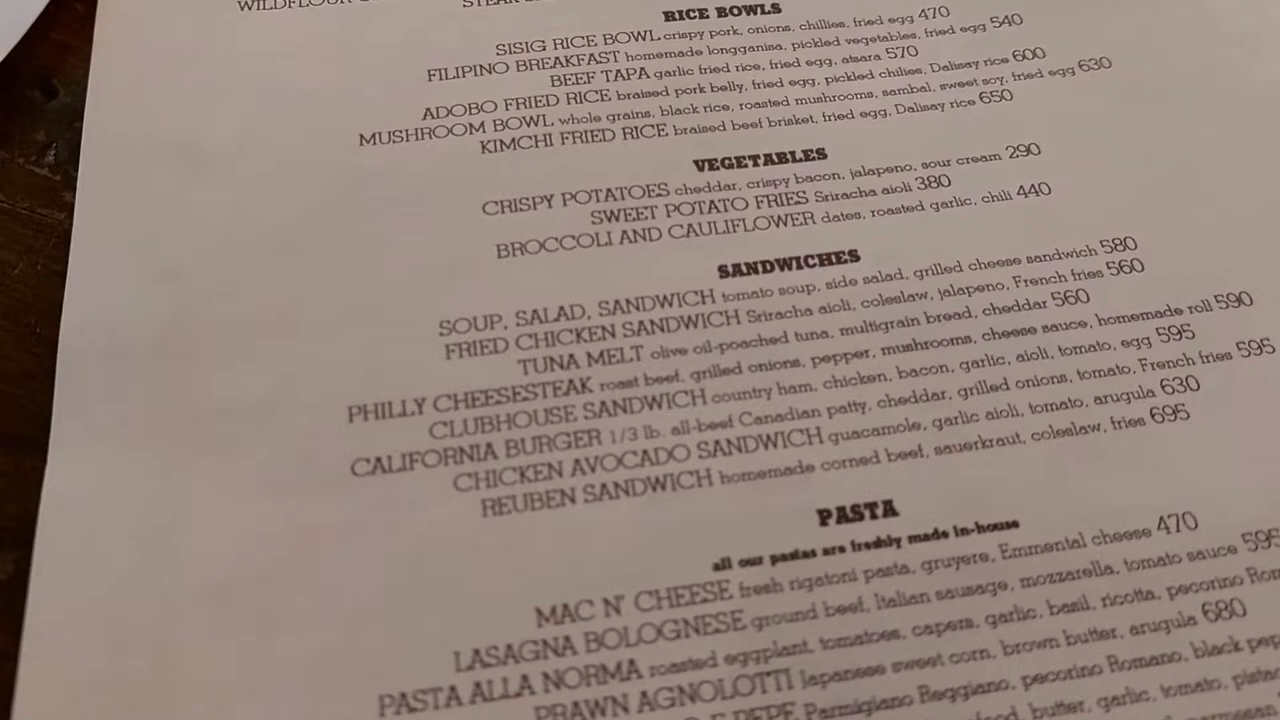 RICE BOWLS
SISIG RICE BOWL crispy pork, onions, chillies, fried egg 470
FILIPINO BREAKFAST homemade longganisa, pickled vegetables, fried egg 540
BEEF TAPA garlic fried rice, fried egg, atsara 570
ADOBO FRIED RICE braised pork belly, fried egg, pickled chilies, Dalisay rice 600
MUSHROOM BOWL whole grains, black rice, roasted mushrooms, sambal, sweet soy, fried egg 630
KIMCHI FRIED RICE braised beef brisket, fried egg, Dalisay rice 650
VEGETABLES
CRISPY POTATOES cheddar, crispy bacon, jalapeno, sour cream 290
SWEET POTATO FRIES Sriracha aioli 380
BROCCOLI AND CAULIFLOWER dates, roasted garlic, chili 440
SANDWICHES
SOUP, SALAD, SANDWICH tomato soup, side salad, grilled cheese sandwich 580
FRIED CHICKEN SANDWICH Sriracha aioli, coleslaw, jalapeno, French fries 560
TUNA MELT olive oil-poached tuna, multigrain bread, cheddar 560
PHILLY CHEESESTEAK roast beef, grilled onions, pepper, mushrooms, cheese sauce, homemade roll 590
CLUBHOUSE SANDWICH country ham, chicken, bacon, garlic, aioli, tomato, egg 595
CALIFORNIA BURGER 1/3 lb. all-beef Canadian patty, cheddar, grilled onions, tomato, French fries 595
CHICKEN AVOCADO SANDWICH guacamole, garlic aioli, tomato, arugula 630
REUBEN SANDWICH homemade corned beef, sauerkraut, coleslaw, fries 695
PASTA
all our pastas are freshly made in-house
MAC N' CHEESE fresh rigatoni pasta, gruyere, Emmental cheese 470
LASAGNA BOLOGNESE ground beef, Italian sausage, mozzarella, tomato sauce 595
PASTA ALLA NORMA roasted eggplant, tomatoes, capers, garlic, basil, ricotta, pecorino
PRAWN AGNOLOTTI Japanese sweet corn, brown butter, arugula 680
PEPE Parmigiano Reggiano, pecorino Romano, black
butter, garlic, tomato,